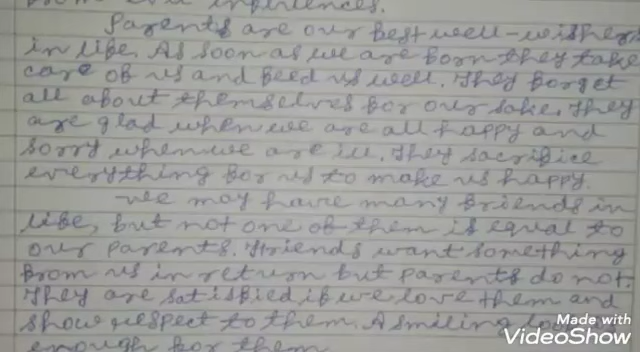 from
Parents are our best well-wishers
in life. As soon as we are born they take
care of us and feed us well. They forget
all about themselves for our sake. They
are glad when we are all happy and
sorry when we are ill. They sacrifice
everything for us to make us happy.
We may have many friends in
life, but not one of them is equal to
our parents. Friends want something
from us in return but parents do not.
They are satisfied if we love them and
show respect to them. A smiling
enough for them
Made with
VideoShow